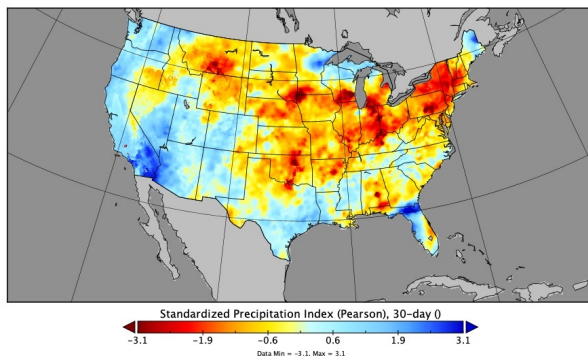 Standardized Precipitation Index (Pearson), 30-day ()
-3.1 -1.9 -0.6 0.6 1.9 3.1
Data Min = -3.1, Max = 3.1